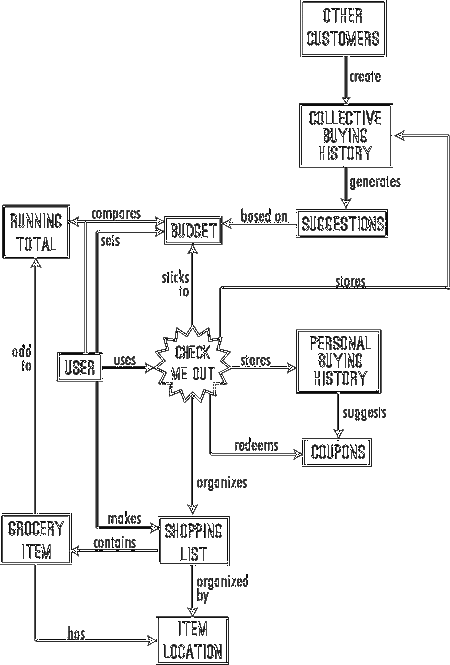 OTHER
CUSTOMERS
create
COLLECTIVE
BUYING
HISTORY
generates
SUGGESTIONS
based on
BUDGET
compares
sets
RUNNING
TOTAL
sticks
to
stores
add
to
USER
uses
CHECK
ME OUT
stores
PERSONAL
BUYING
HISTORY
suggests
redeems
COUPONS
organizes
makes
SHOPPING
LIST
contains
GROCERY
ITEM
organized
by
has
ITEM
LOCATION